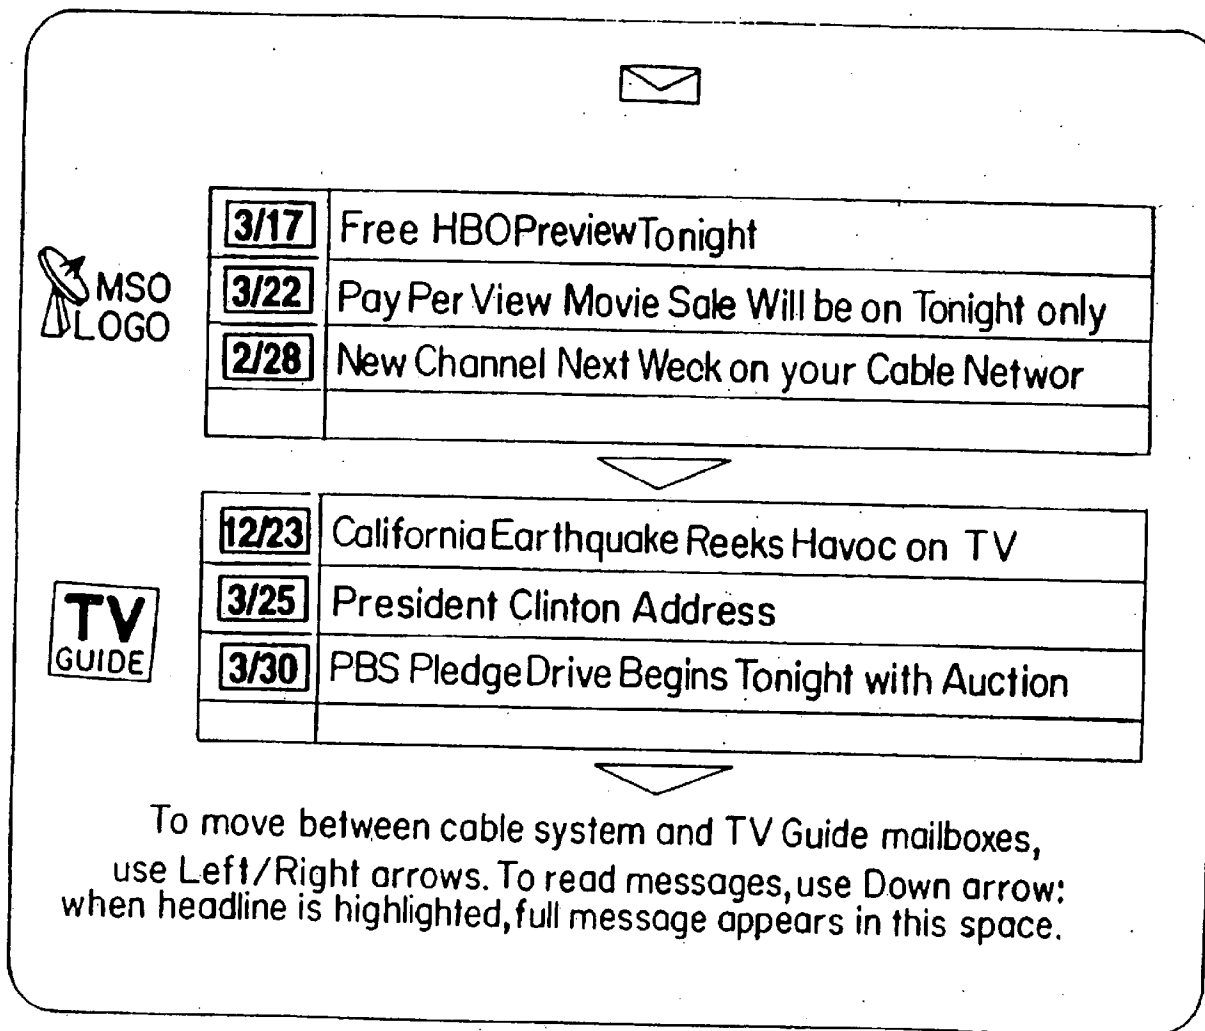 3/17 Free HBO Preview Tonight
MSO
LOGO
3/22 Pay Per View Movie Sale Will be on Tonight only
2/28 New Channel Next Weck on your Cable Networ
12/23 California Earthquake Reeks Havoc on TV
TV
GUIDE
3/25 President Clinton Address
3/30 PBS Pledge Drive Begins Tonight with Auction
To move between cable system and TV Guide mailboxes,
use Left/Right arrows. To read messages, use Down arrow:
when headline is highlighted, full message appears in this space.